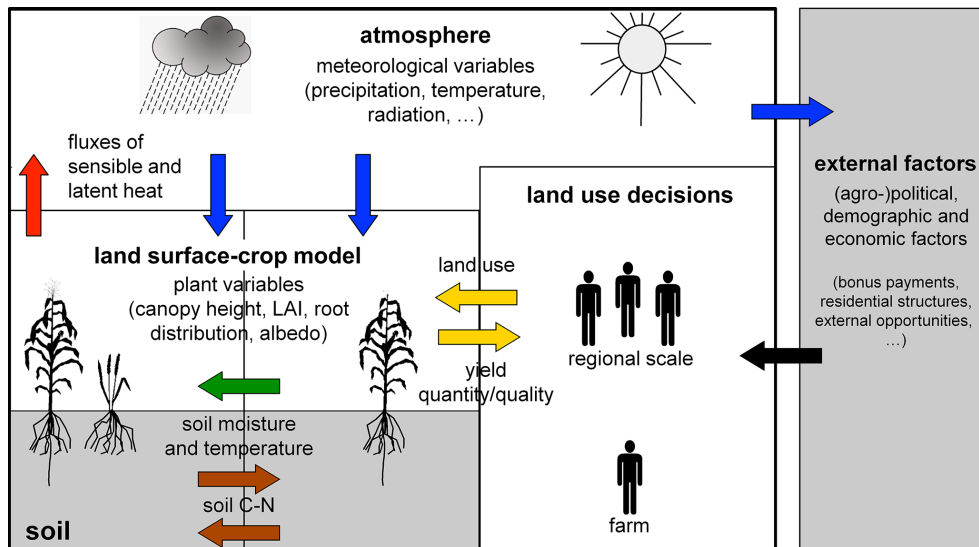 atmosphere
meteorological variables
(precipitation, temperature,
radiation, …)
fluxes of
sensible and
latent heat
external factors
(agro-)political,
demographic and
economic factors
(bonus payments,
residential structures,
external opportunities,
…)
land use decisions
land surface-crop model
plant variables
(canopy height, LAI, root
distribution, albedo)
land use
yield
quantity/quality
regional scale
soil moisture
and temperature
soil C-N
soil
farm